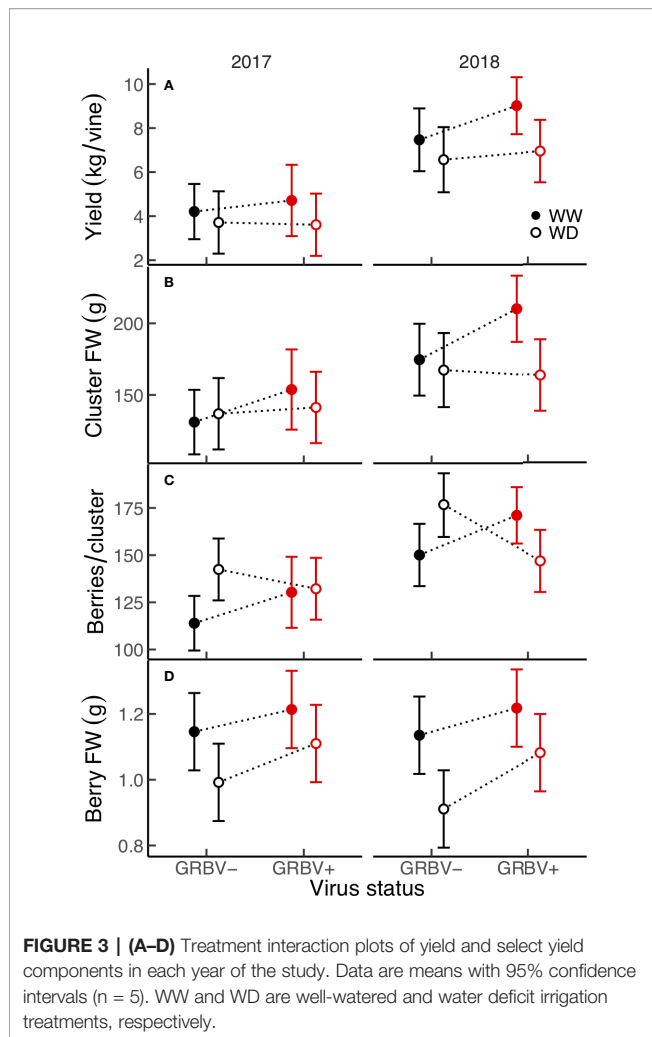 2017 2018
A
Yield (kg/vine)
10
8
6
4
2
WW
WD
B
Cluster FW (g)
200
150
C
Berries/cluster
175
150
125
100
D
Berry FW (g)
1.2
1.0
0.8
GRBV− GRBV+ GRBV− GRBV+
Virus status
FIGURE 3 | (A–D) Treatment interaction plots of yield and select yield
components in each year of the study. Data are means with 95% confidence
intervals (n = 5). WW and WD are well-watered and water deficit irrigation
treatments, respectively.